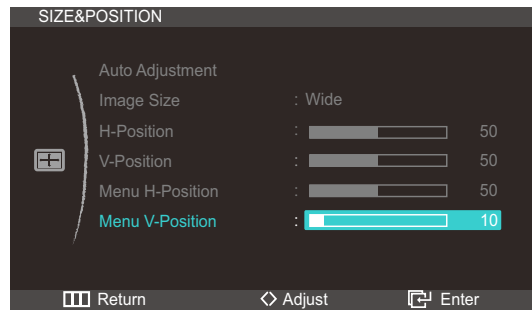 SIZE&POSITION
Auto Adjustment
Image Size : Wide
H-Position : 50
V-Position : 50
Menu H-Position : 50
Menu V-Position : 10
Return Adjust Enter